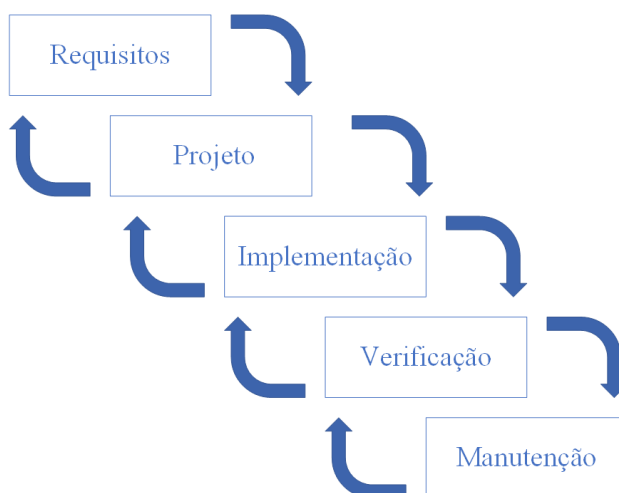 Requisitos
Projeto
Implementação
Verificação
Manutenção